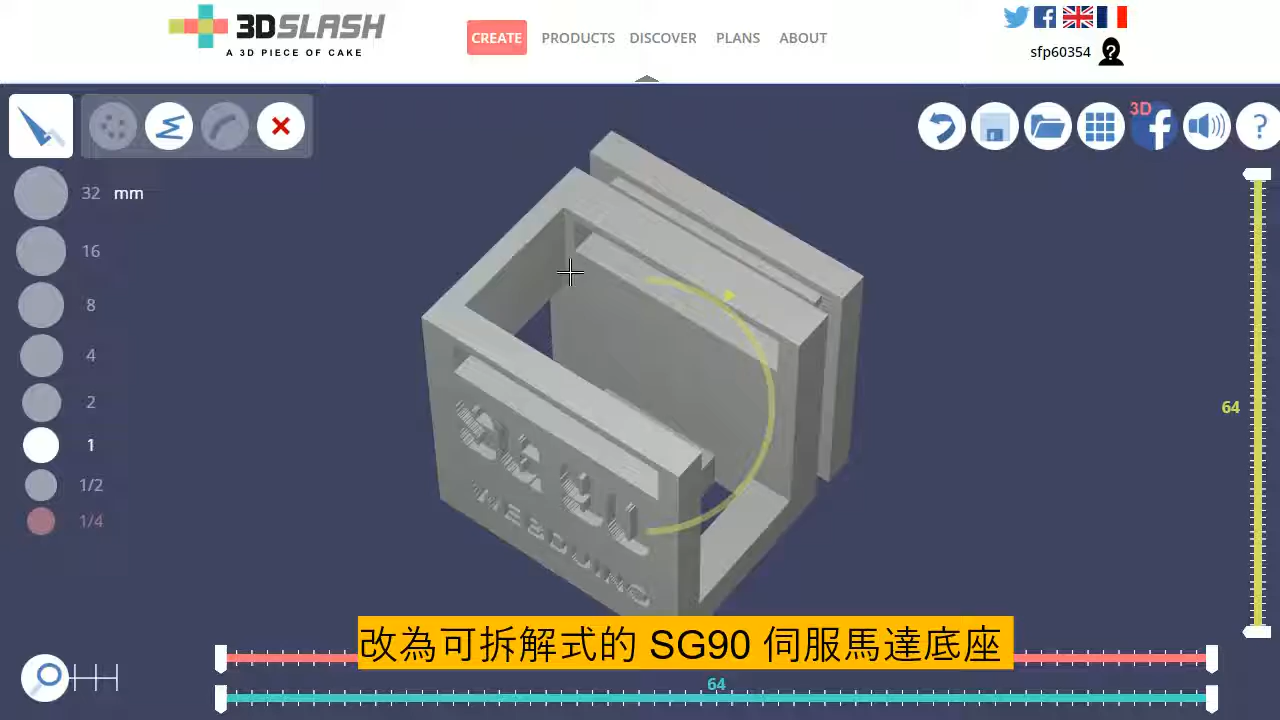 3DSLASH
A 3D PIECE OF CAKE
CREATE PRODUCTS DISCOVER PLANS ABOUT
sfp60354
3D
32 mm
16
8
4
2
1
1/2
1/4
64
改為可拆解式的 SG90 伺服馬達底座
64